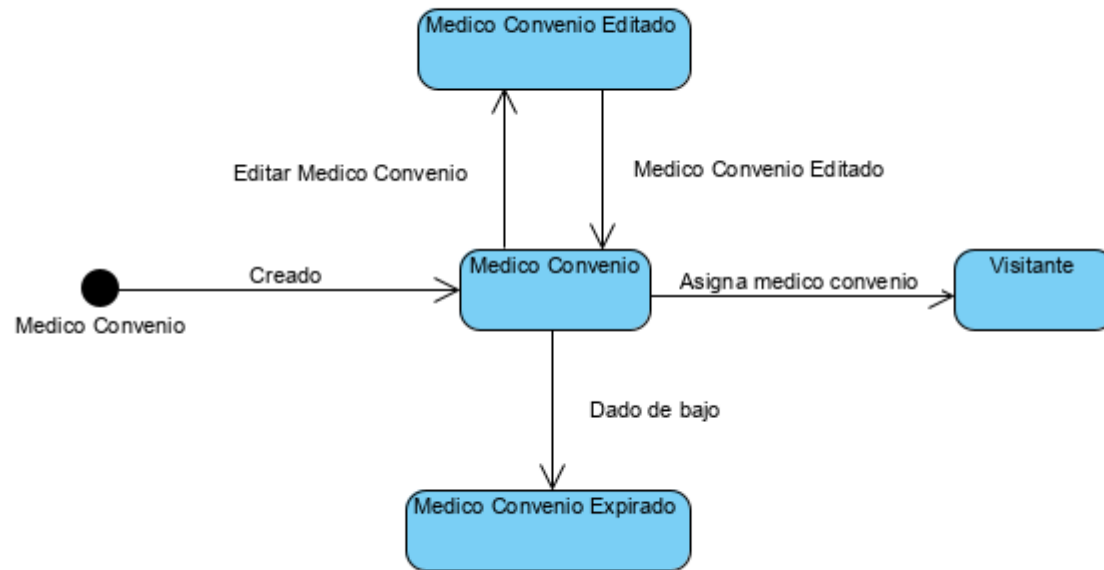 Medico Convenio Editado
Editar Medico Convenio
Medico Convenio Editado
Creado
Medico Convenio
Asigna medico convenio
Visitante
Medico Convenio
Dado de bajo
Medico Convenio Expirado